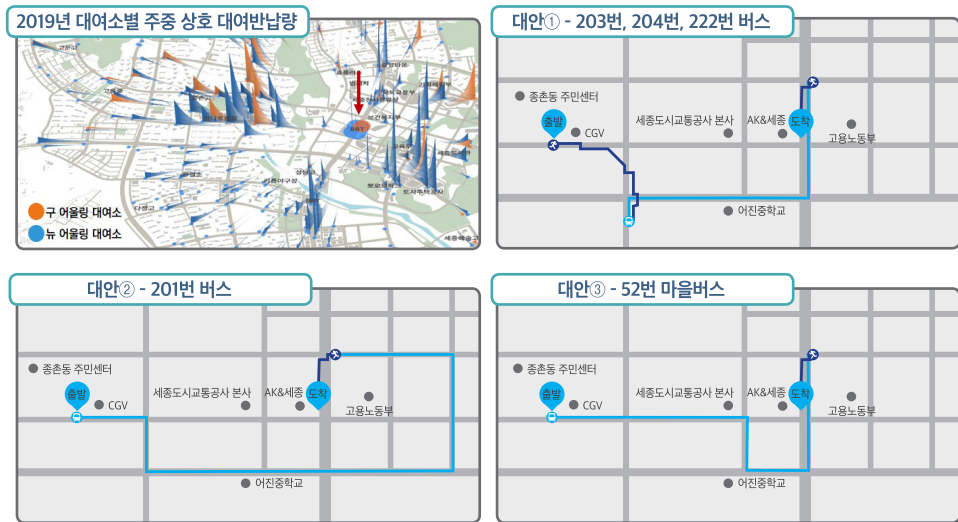 2019년 대여소별 주중 상호 대여반납량
구 어울링 대여소
뉴 어울링 대여소
대안① - 203번, 204번, 222번 버스
종촌동 주민센터
출발
CGV
세종도시교통공사 본사
AK&세종
도착
고용노동부
어진중학교
대안② - 201번 버스
종촌동 주민센터
출발
CGV
세종도시교통공사 본사
AK&세종
도착
고용노동부
어진중학교
대안③ - 52번 마을버스
종촌동 주민센터
출발
CGV
세종도시교통공사 본사
AK&세종
도착
고용노동부
어진중학교